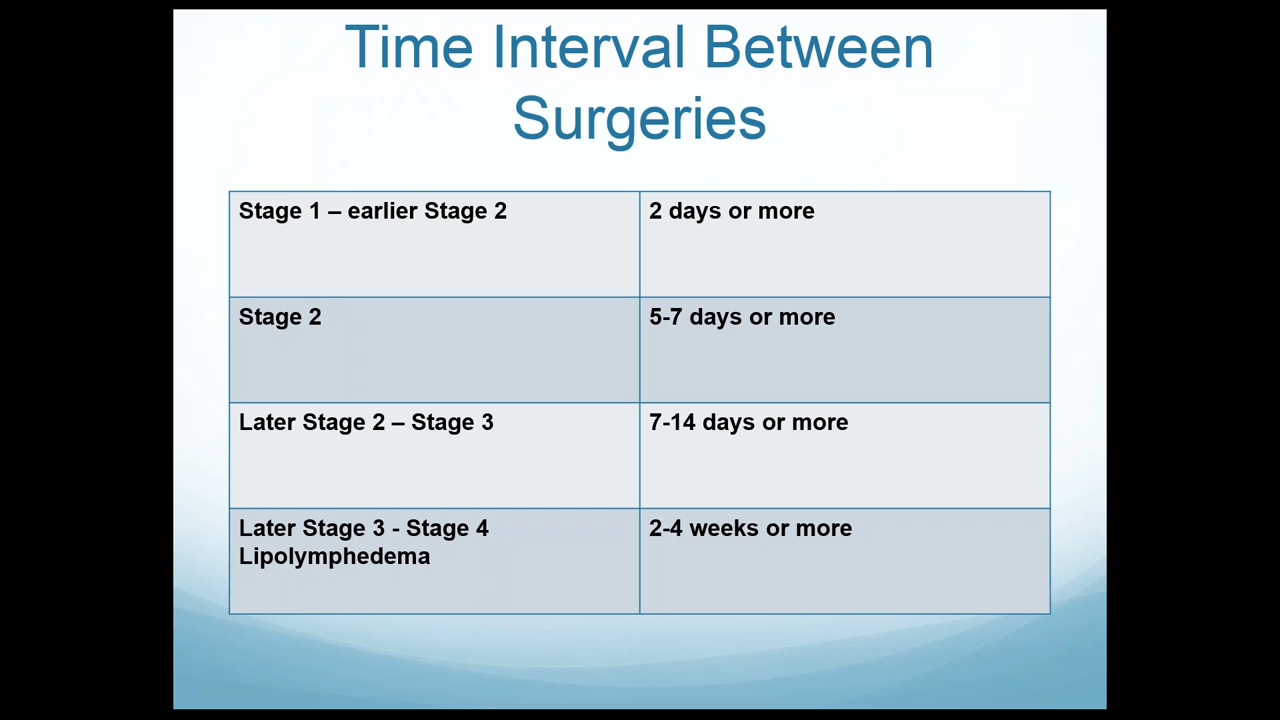 Time Interval Between
Surgeries
Stage 1 – earlier Stage 2
2 days or more
Stage 2
5-7 days or more
Later Stage 2 – Stage 3
7-14 days or more
Later Stage 3 - Stage 4
Lipolymphedema
2-4 weeks or more